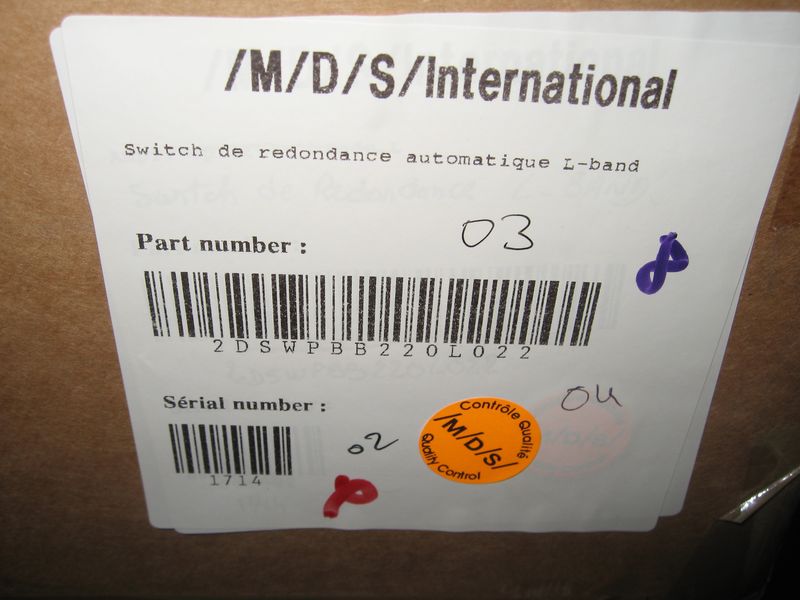 /M/D/S/International
Switch de redondance automatique L-band
Part number :
03
2DSWPBB220L022
Sérial number :
04
02
1714
Contrôle Qualité
/M/D/S/
Quality Control